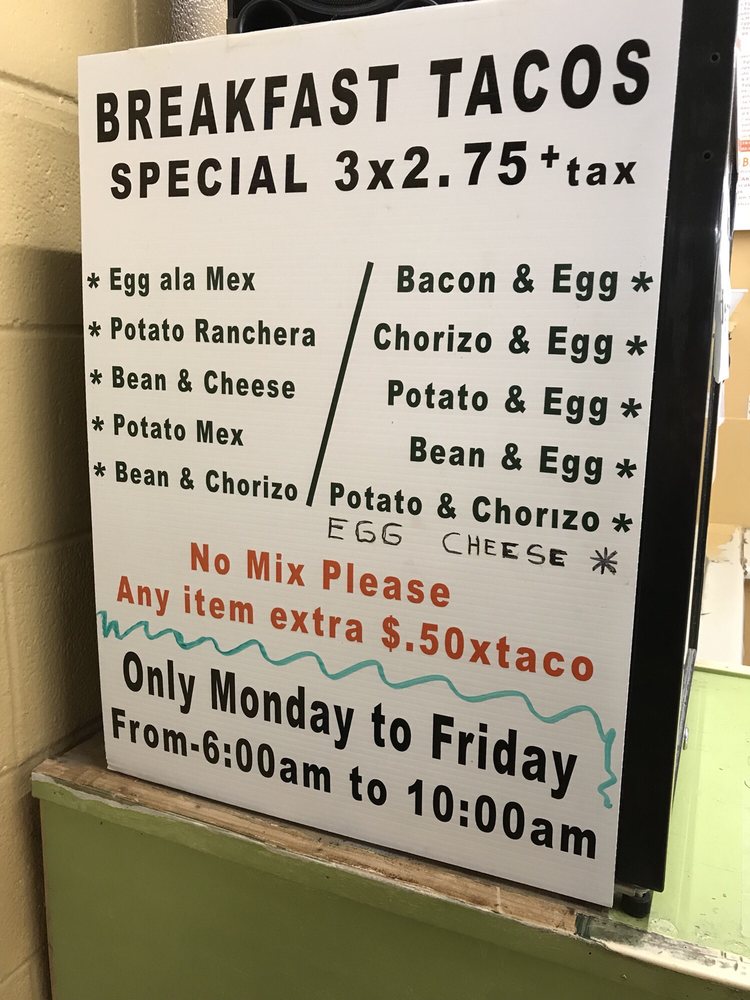 BREAKFAST TACOS
SPECIAL 3x2.75+tax
* Egg ala Mex
* Potato Ranchera
* Bean & Cheese
* Potato Mex
* Bean & Chorizo
/
Bacon & Egg *
Chorizo & Egg *
Potato & Egg *
Bean & Egg *
Potato & Chorizo *
EGG CHEESE *
No Mix Please
Any item extra $.50xtaco
Only Monday to Friday
From-6:00am to 10:00am